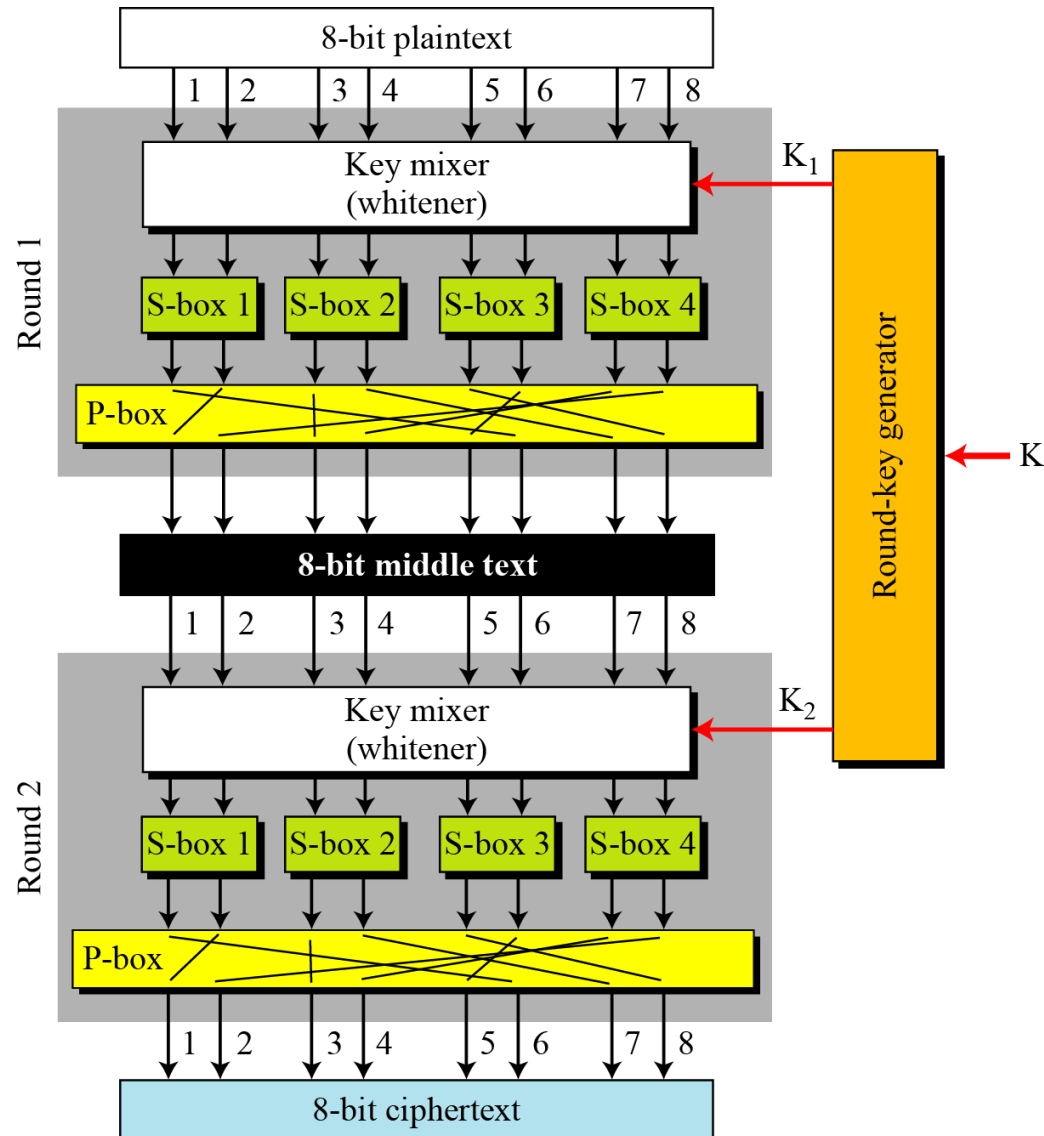 8-bit plaintext
1 2 3 4 5 6 7 8
Round 1
Key mixer
(whitener)
K1
S-box 1 S-box 2 S-box 3 S-box 4
P-box
Round-key generator
K
8-bit middle text
1 2 3 4 5 6 7 8
Round 2
Key mixer
(whitener)
K2
S-box 1 S-box 2 S-box 3 S-box 4
P-box
1 2 3 4 5 6 7 8
8-bit ciphertext